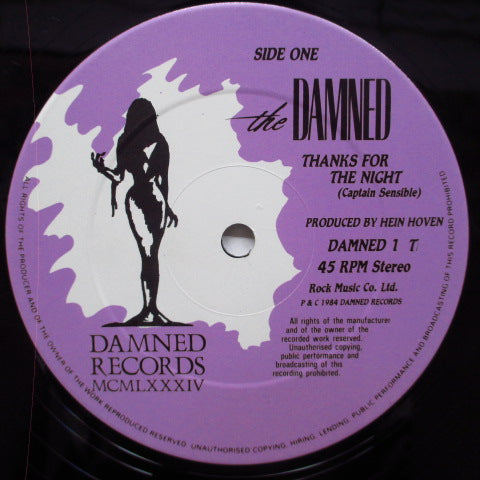 SIDE ONE
the DAMNED
THANKS FOR
THE NIGHT
(Captain Sensible)
PRODUCED BY HEIN HOVEN
DAMNED 1 T
45 RPM Stereo
Rock Music Co. Ltd.
P & C 1984 DAMNED RECORDS
All rights of the manufacturer
and of the owner of the
recorded work reserved.
Unauthorised copying,
public performance and
broadcasting of this
recording prohibited.
DAMNED
RECORDS
MCMLXXXIV
ALL RIGHTS OF THE PRODUCER AND OF THE OWNER OF THE WORK REPRODUCED RESERVED. UNAUTHORISED COPYING. HIRING. LENDING. PUBLIC PERFORMANCE AND BROADCASTING OF THIS RECORD PROHIBITED